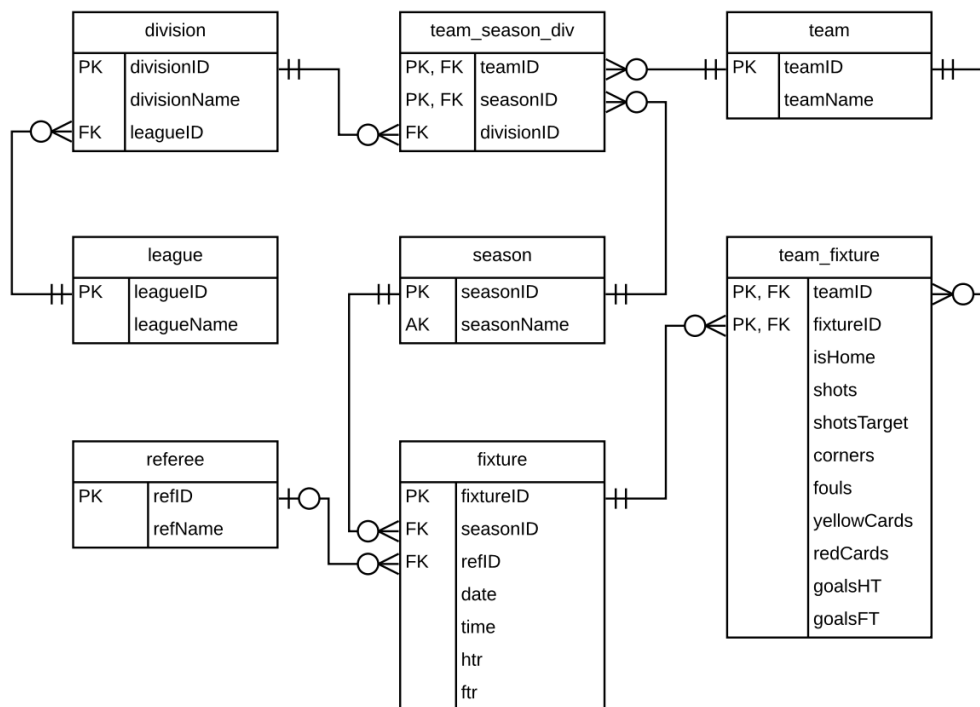 division
PK divisionID
divisionName
FK leagueID
team_season_div
PK, FK teamID
PK, FK seasonID
FK divisionID
team
PK teamID
teamName
league
PK leagueID
leagueName
season
PK seasonID
AK seasonName
team_fixture
PK, FK teamID
PK, FK fixtureID
isHome
shots
shotsTarget
corners
fouls
yellowCards
redCards
goalsHT
goalsFT
referee
PK refID
refName
fixture
PK fixtureID
FK seasonID
FK refID
date
time
htr
ftr